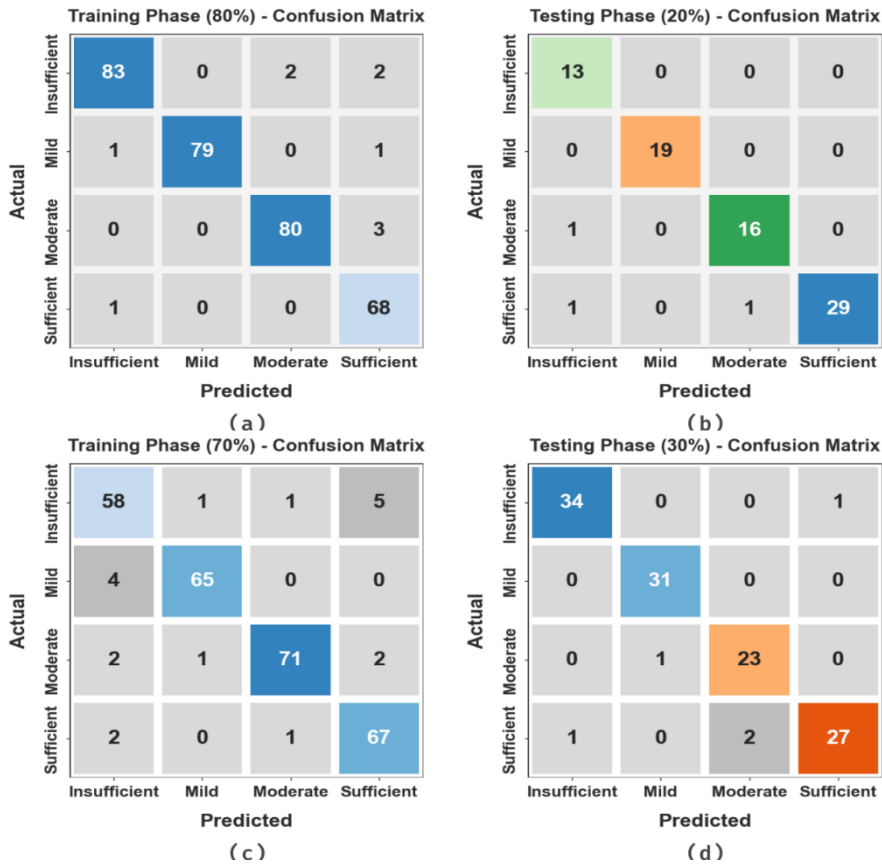 Training Phase (80%) - Confusion Matrix
Actual
Insufficient 83 0 2 2
Mild 1 79 0 1
Moderate 0 0 80 3
Sufficient 1 0 0 68
Insufficient Mild Moderate Sufficient
Predicted
(a)
Testing Phase (20%) - Confusion Matrix
Actual
Insufficient 13 0 0 0
Mild 0 19 0 0
Moderate 1 0 16 0
Sufficient 1 0 1 29
Insufficient Mild Moderate Sufficient
Predicted
(b)
Training Phase (70%) - Confusion Matrix
Actual
Insufficient 58 1 1 5
Mild 4 65 0 0
Moderate 2 1 71 2
Sufficient 2 0 1 67
Insufficient Mild Moderate Sufficient
Predicted
(c)
Testing Phase (30%) - Confusion Matrix
Actual
Insufficient 34 0 0 1
Mild 0 31 0 0
Moderate 0 1 23 0
Sufficient 1 0 2 27
Insufficient Mild Moderate Sufficient
Predicted
(d)